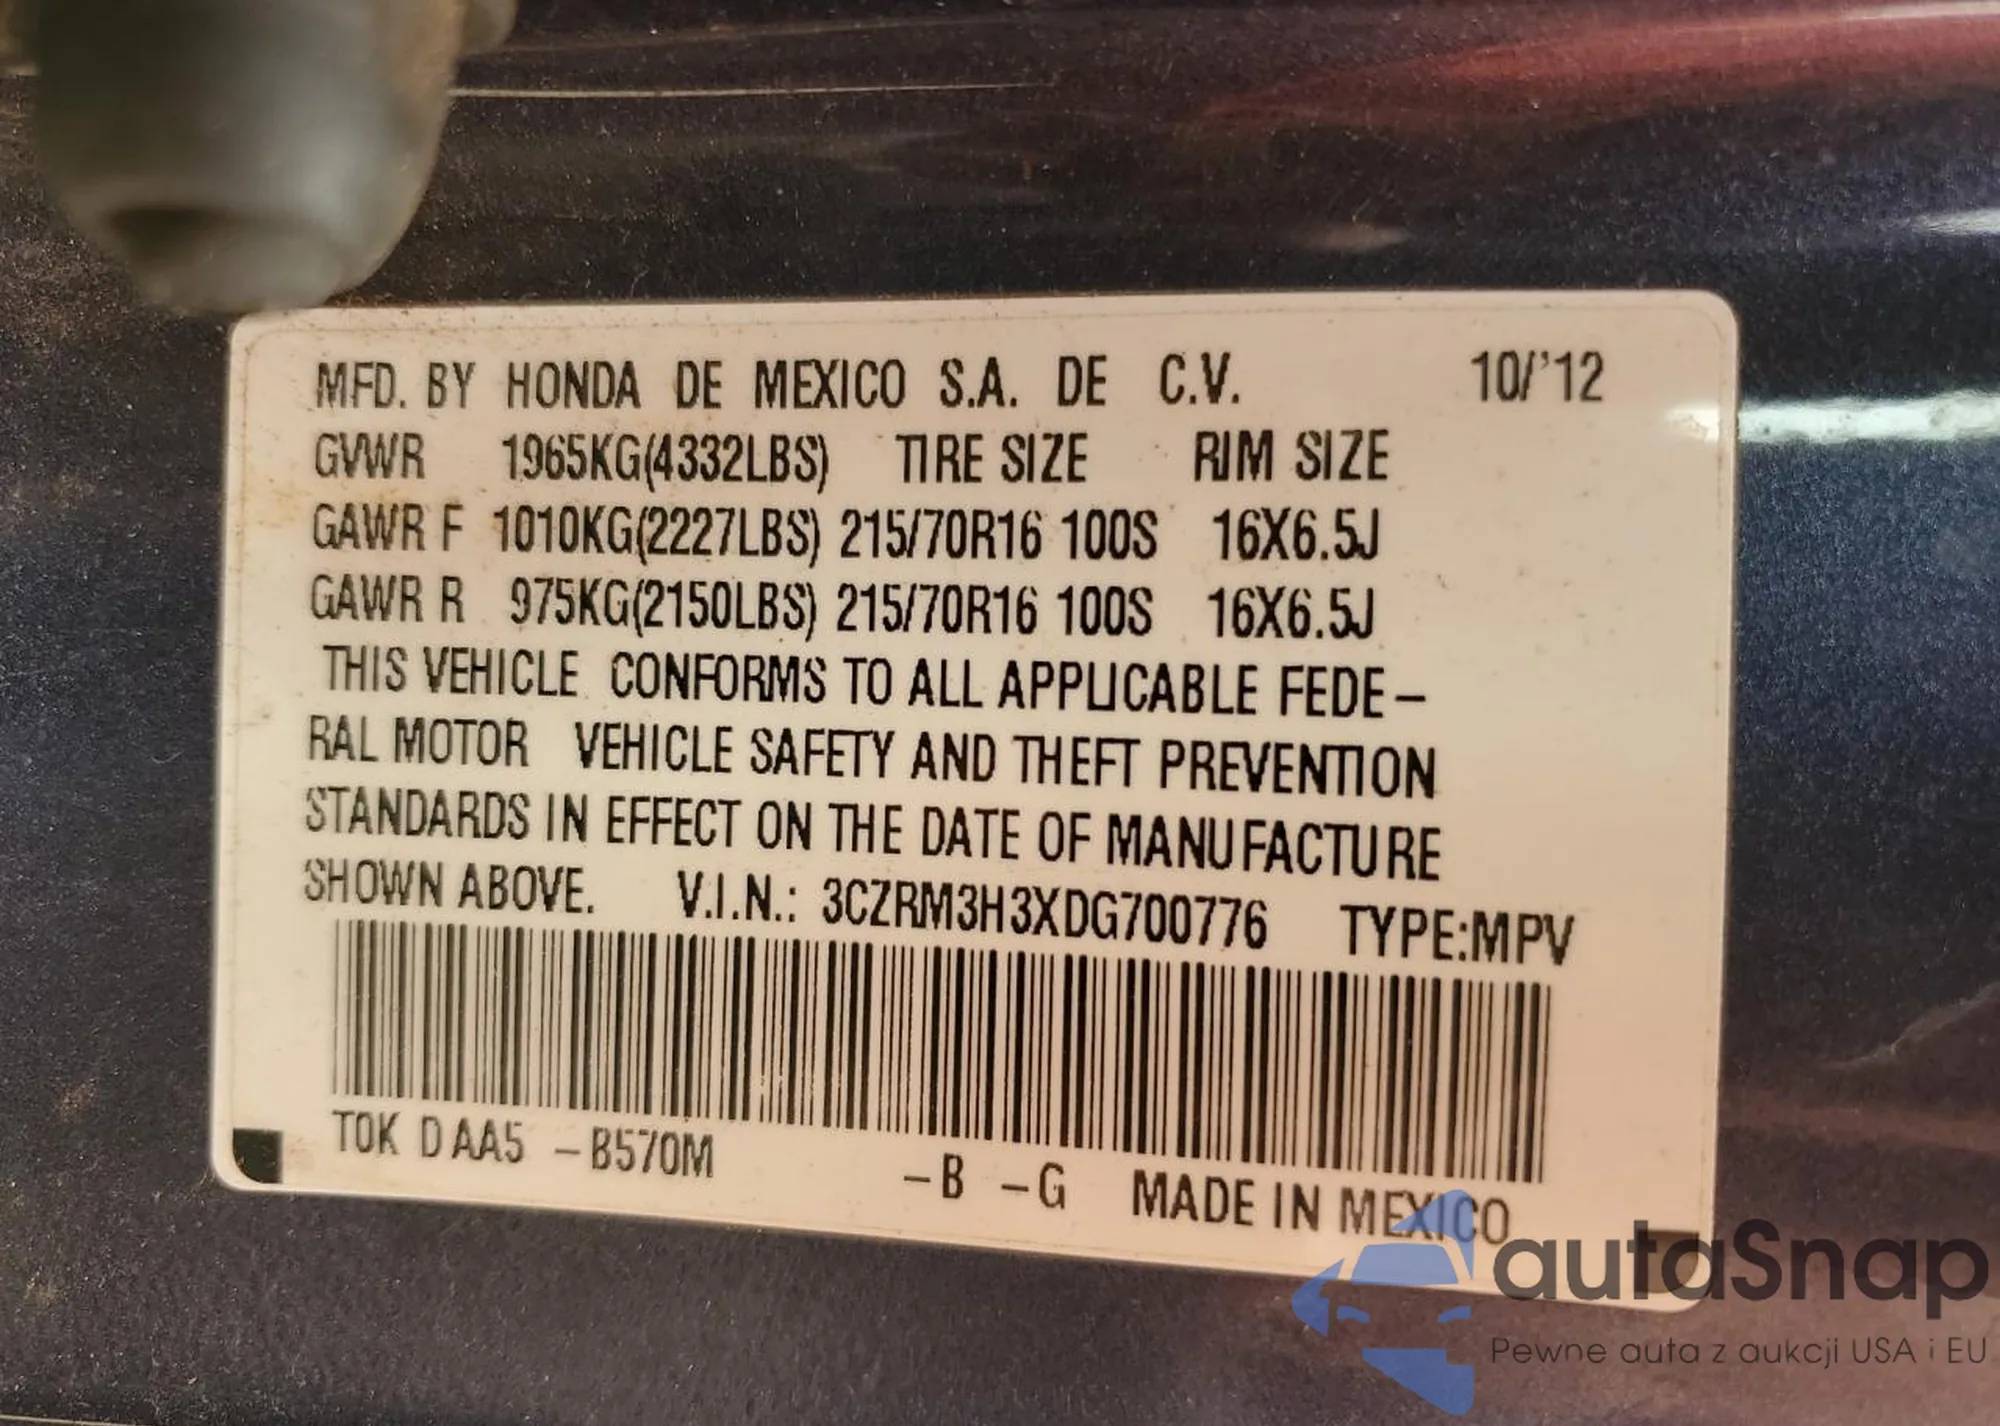 MFD. BY HONDA DE MEXICO S.A. DE C.V. 10/'12
GVWR 1965KG(4332LBS) TIRE SIZE RIM SIZE
GAWR F 1010KG(2227LBS) 215/70R16 100S 16X6.5J
GAWR R 975KG(2150LBS) 215/70R16 100S 16X6.5J
THIS VEHICLE CONFORMS TO ALL APPLICABLE FEDE-
RAL MOTOR VEHICLE SAFETY AND THEFT PREVENTION
STANDARDS IN EFFECT ON THE DATE OF MANUFACTURE
SHOWN ABOVE. V.I.N.: 3CZRM3H3XDG700776 TYPE:MPV
T0K D AA5 -B570M -B -G MADE IN MEXICO
autaSnap
Pewne auta z aukcji USA i EU